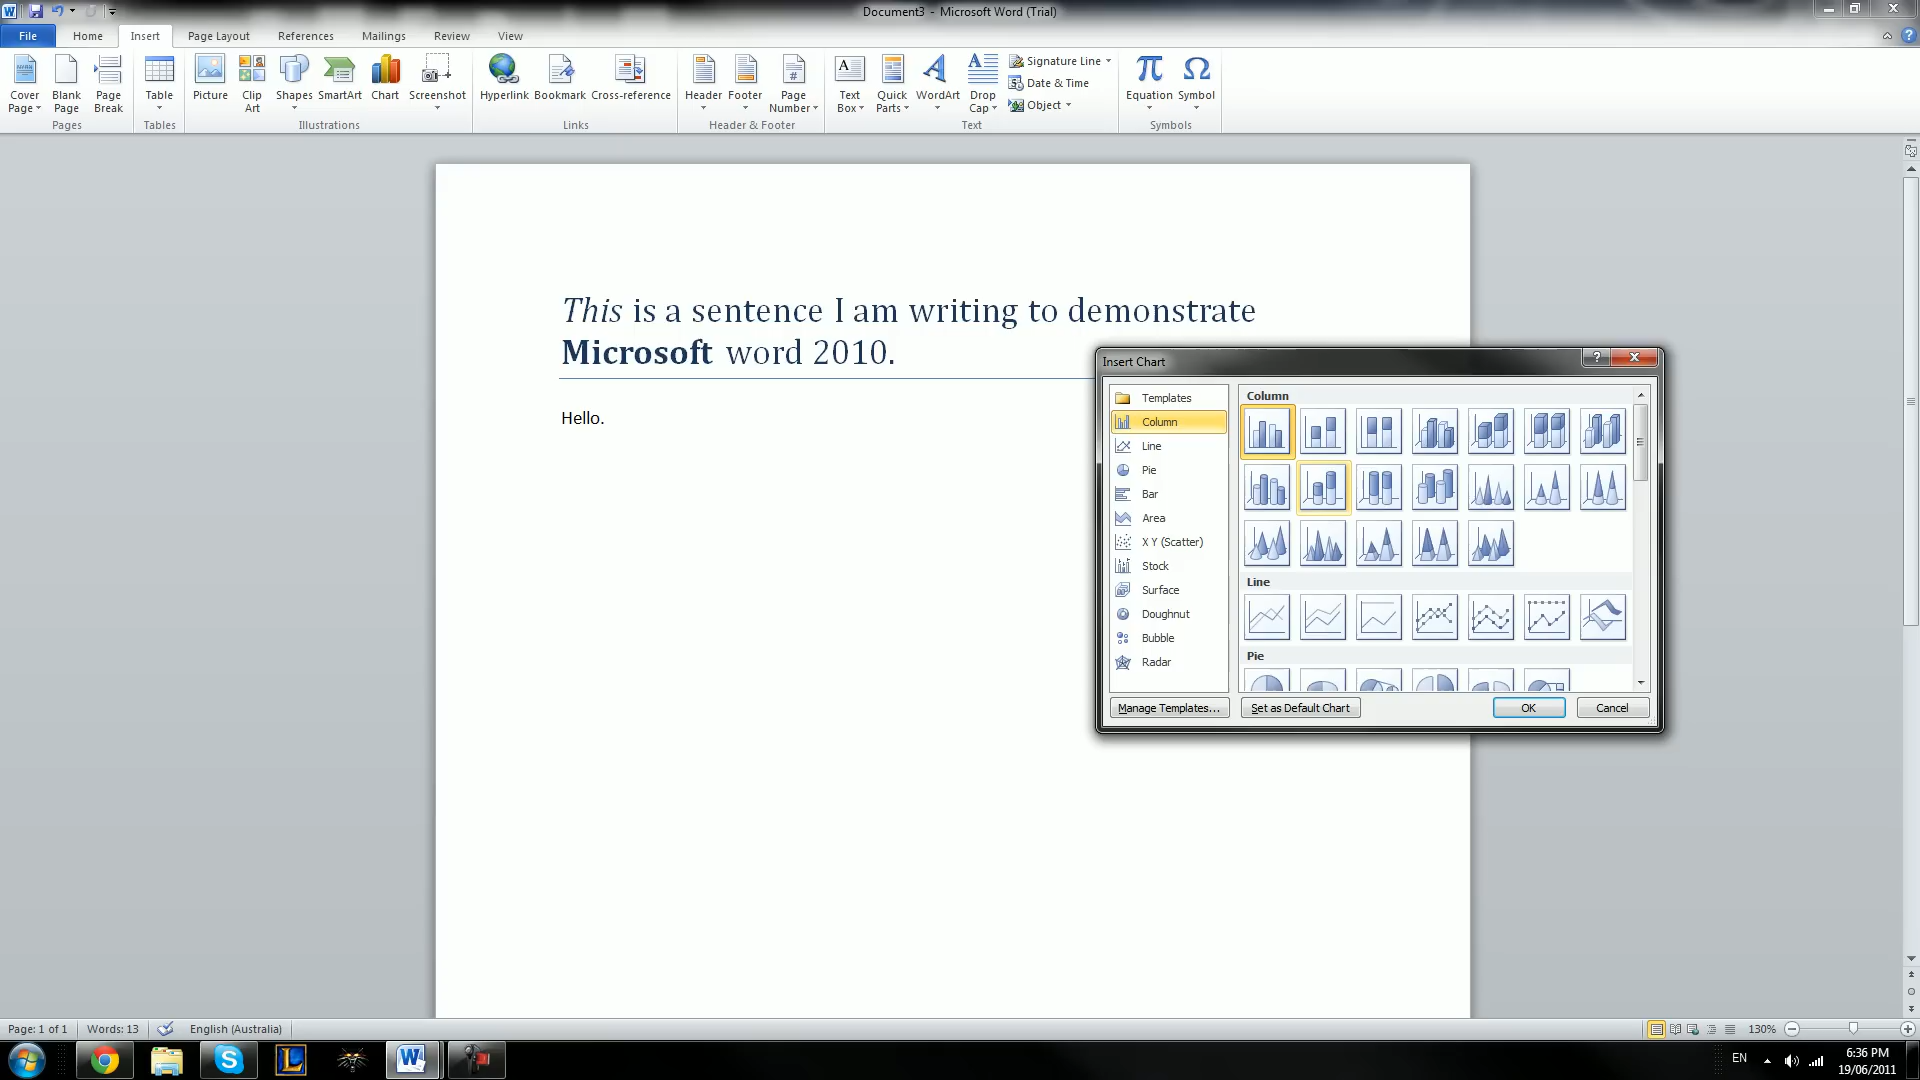 Document3 - Microsoft Word (Trial)
File Home Insert Page Layout References Mailings Review View
Cover Page
Blank Page
Page Break
Pages
Table
Tables
Picture
Clip Art
Shapes
SmartArt
Chart
Screenshot
Illustrations
Hyperlink
Bookmark
Cross-reference
Links
Header
Footer
Page Number
Header & Footer
Text Box
Quick Parts
WordArt
Drop Cap
Signature Line
Date & Time
Object
Text
Equation
Symbol
Symbols
This is a sentence I am writing to demonstrate
Microsoft word 2010.
Hello.
Insert Chart
Templates
Column
Line
Pie
Bar
Area
X Y (Scatter)
Stock
Surface
Doughnut
Bubble
Radar
Column
Line
Pie
Manage Templates...
Set as Default Chart
OK
Cancel
Page: 1 of 1
Words: 13
English (Australia)
130%
EN
6:36 PM
19/06/2011